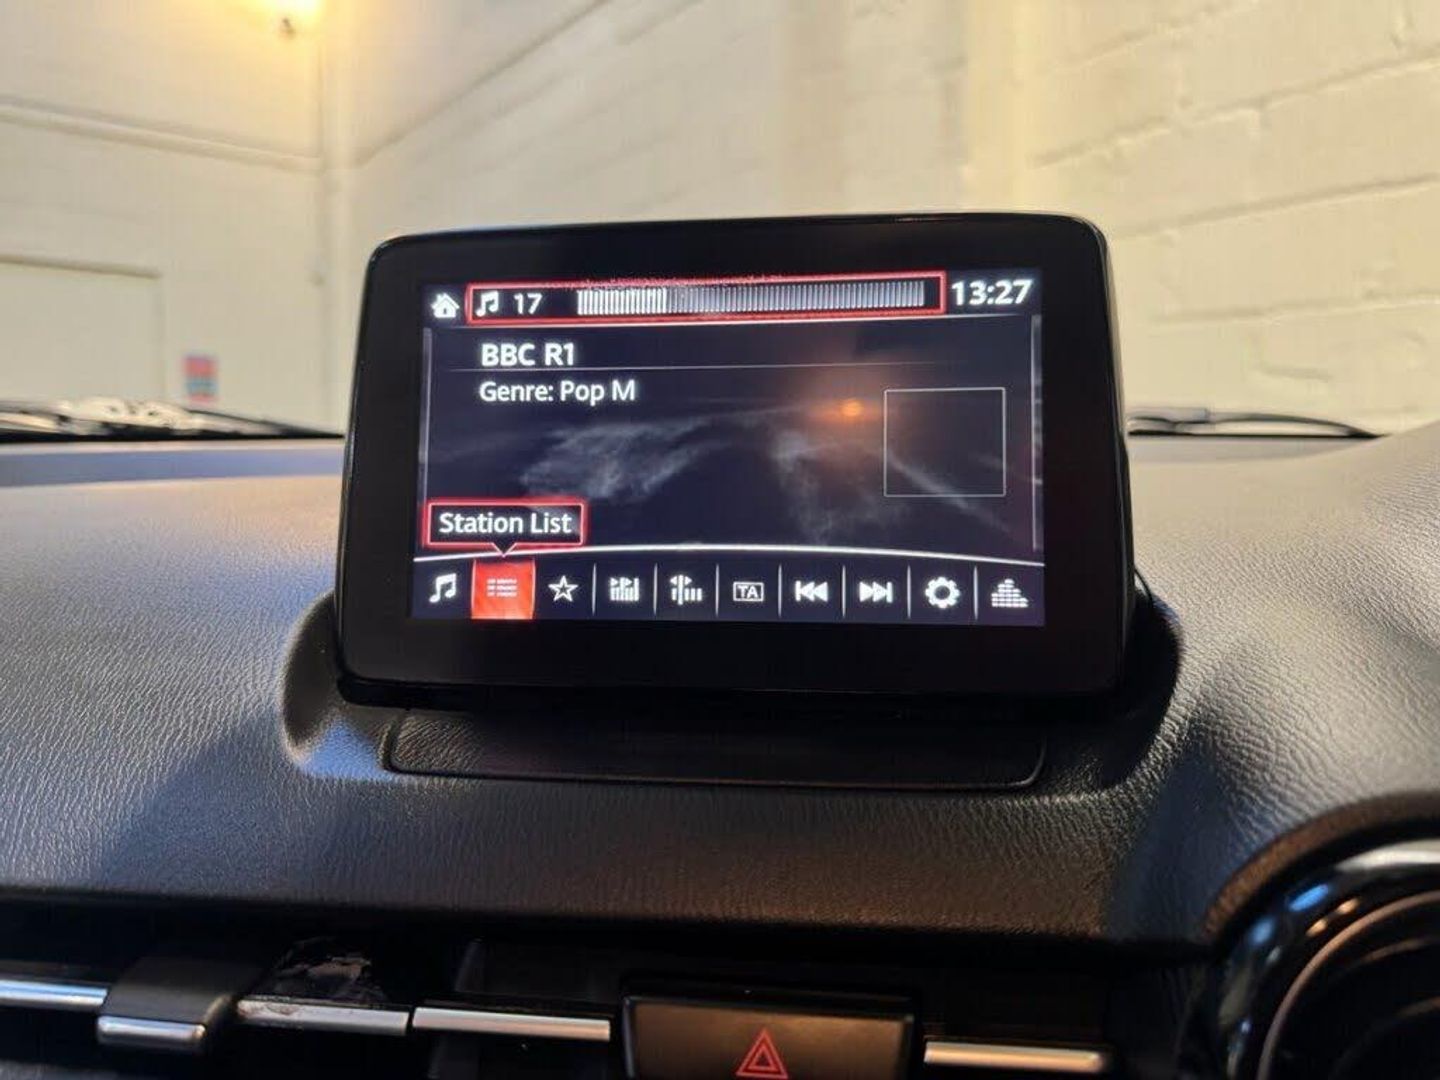 17 13:27
BBC R1
Genre: Pop M
Station List
TA